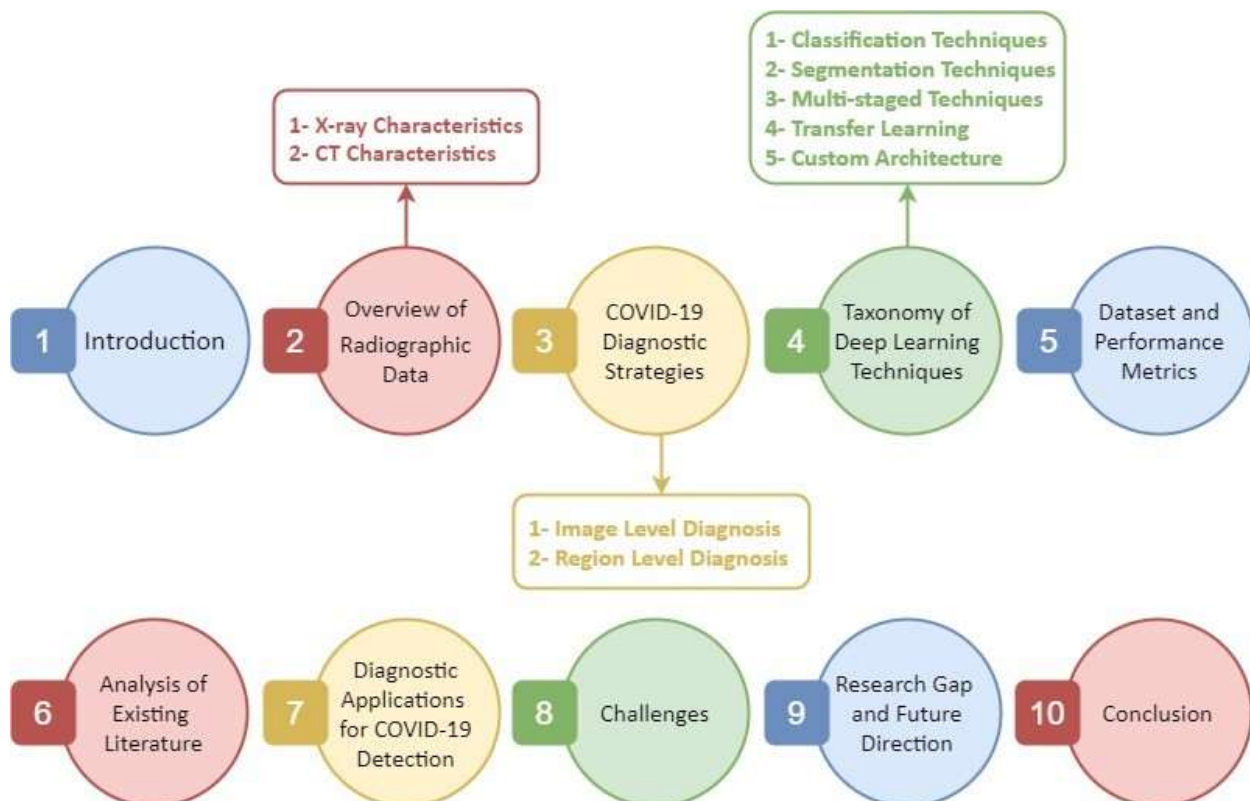 1- Classification Techniques
2- Segmentation Techniques
3- Multi-staged Techniques
4- Transfer Learning
5- Custom Architecture
1- X-ray Characteristics
2- CT Characteristics
1
Introduction
2
Overview of
Radiographic
Data
3
COVID-19
Diagnostic
Strategies
4
Taxonomy of
Deep Learning
Techniques
5
Dataset and
Performance
Metrics
1- Image Level Diagnosis
2- Region Level Diagnosis
6
Analysis of
Existing
Literature
7
Diagnostic
Applications
for COVID-19
Detection
8
Challenges
9
Research Gap
and Future
Direction
10
Conclusion